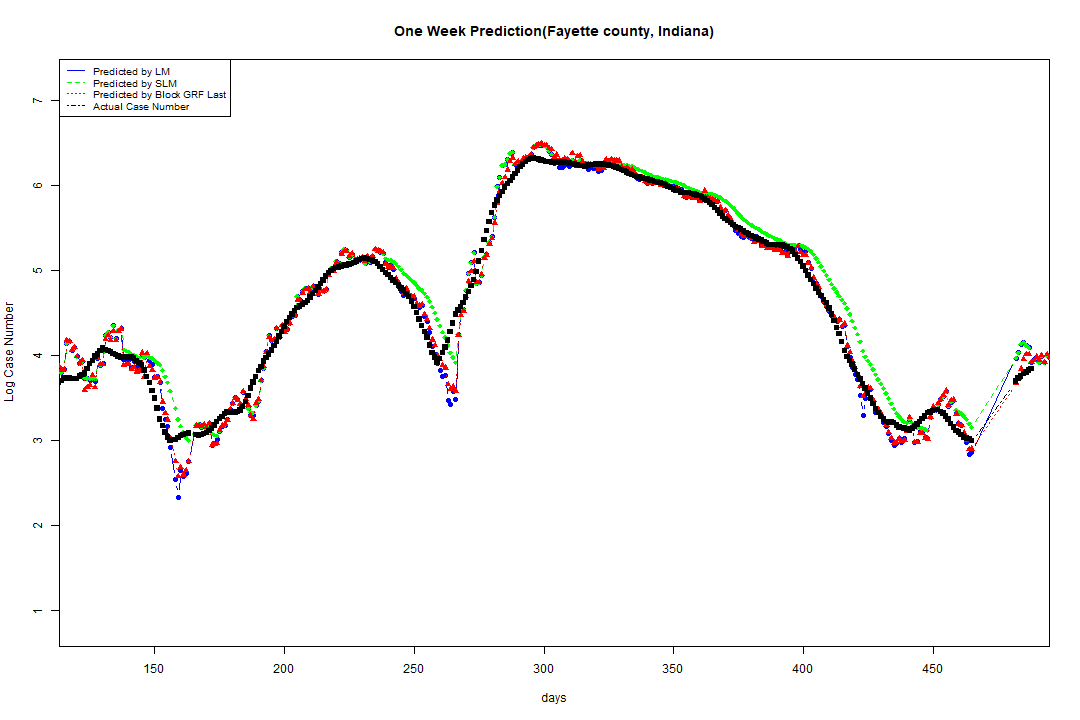 One Week Prediction(Fayette county, Indiana)
Predicted by LM
Predicted by SLM
Predicted by Block GRF Last
Actual Case Number
7
6
5
4
3
2
1
Log Case Number
150 200 250 300 350 400 450
days